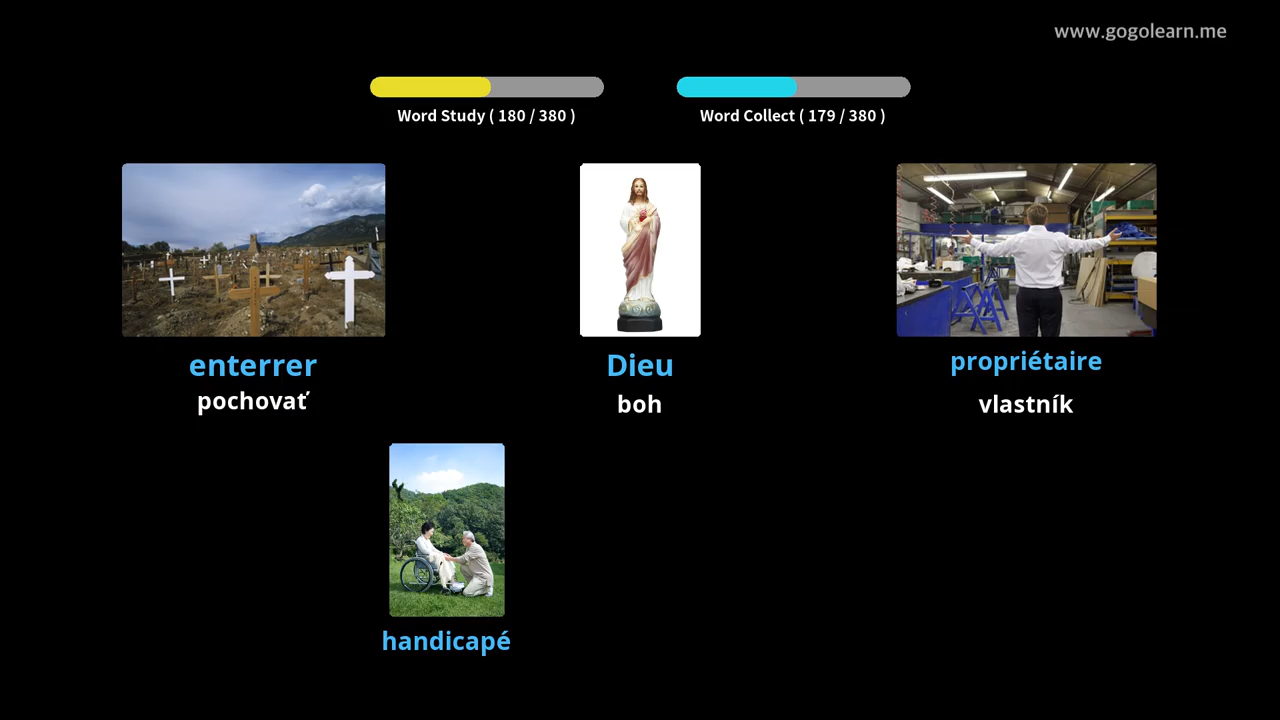 www.gogolearn.me
Word Study ( 180 / 380 )
Word Collect ( 179 / 380 )
enterrer
pochovať
Dieu
boh
propriétaire
vlastník
handicapé